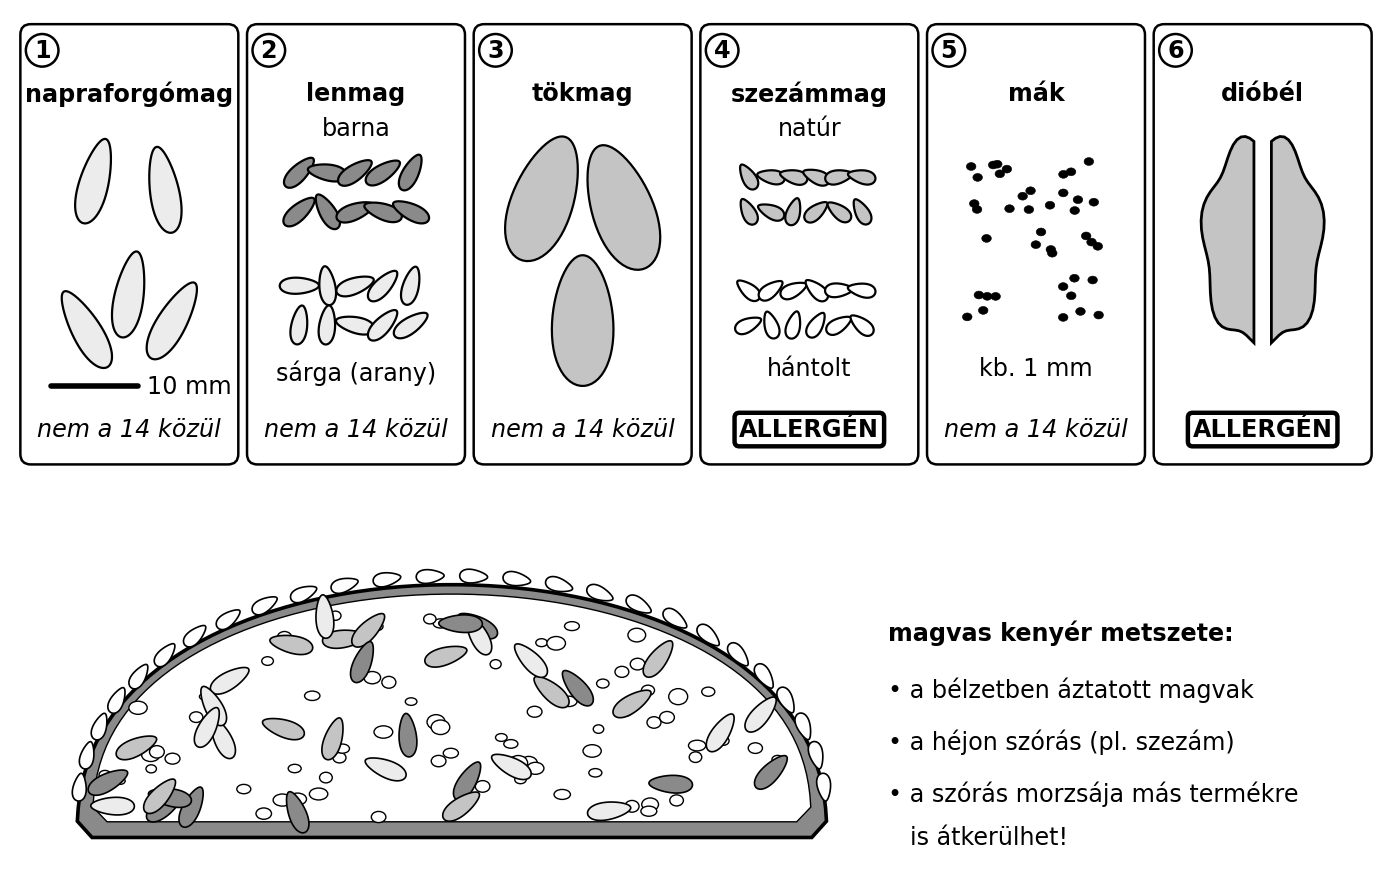 1
napraforgómag
10 mm
nem a 14 közül
2
lenmag
barna
sárga (arany)
nem a 14 közül
3
tökmag
nem a 14 közül
4
szezámmag
natúr
hántolt
ALLERGÉN
5
mák
kb. 1 mm
nem a 14 közül
6
dióbél
ALLERGÉN
magvas kenyér metszete:
• a bélzetben áztatott magvak
• a héjon szórás (pl. szezám)
• a szórás morzsája más termékre
is átkerülhet!